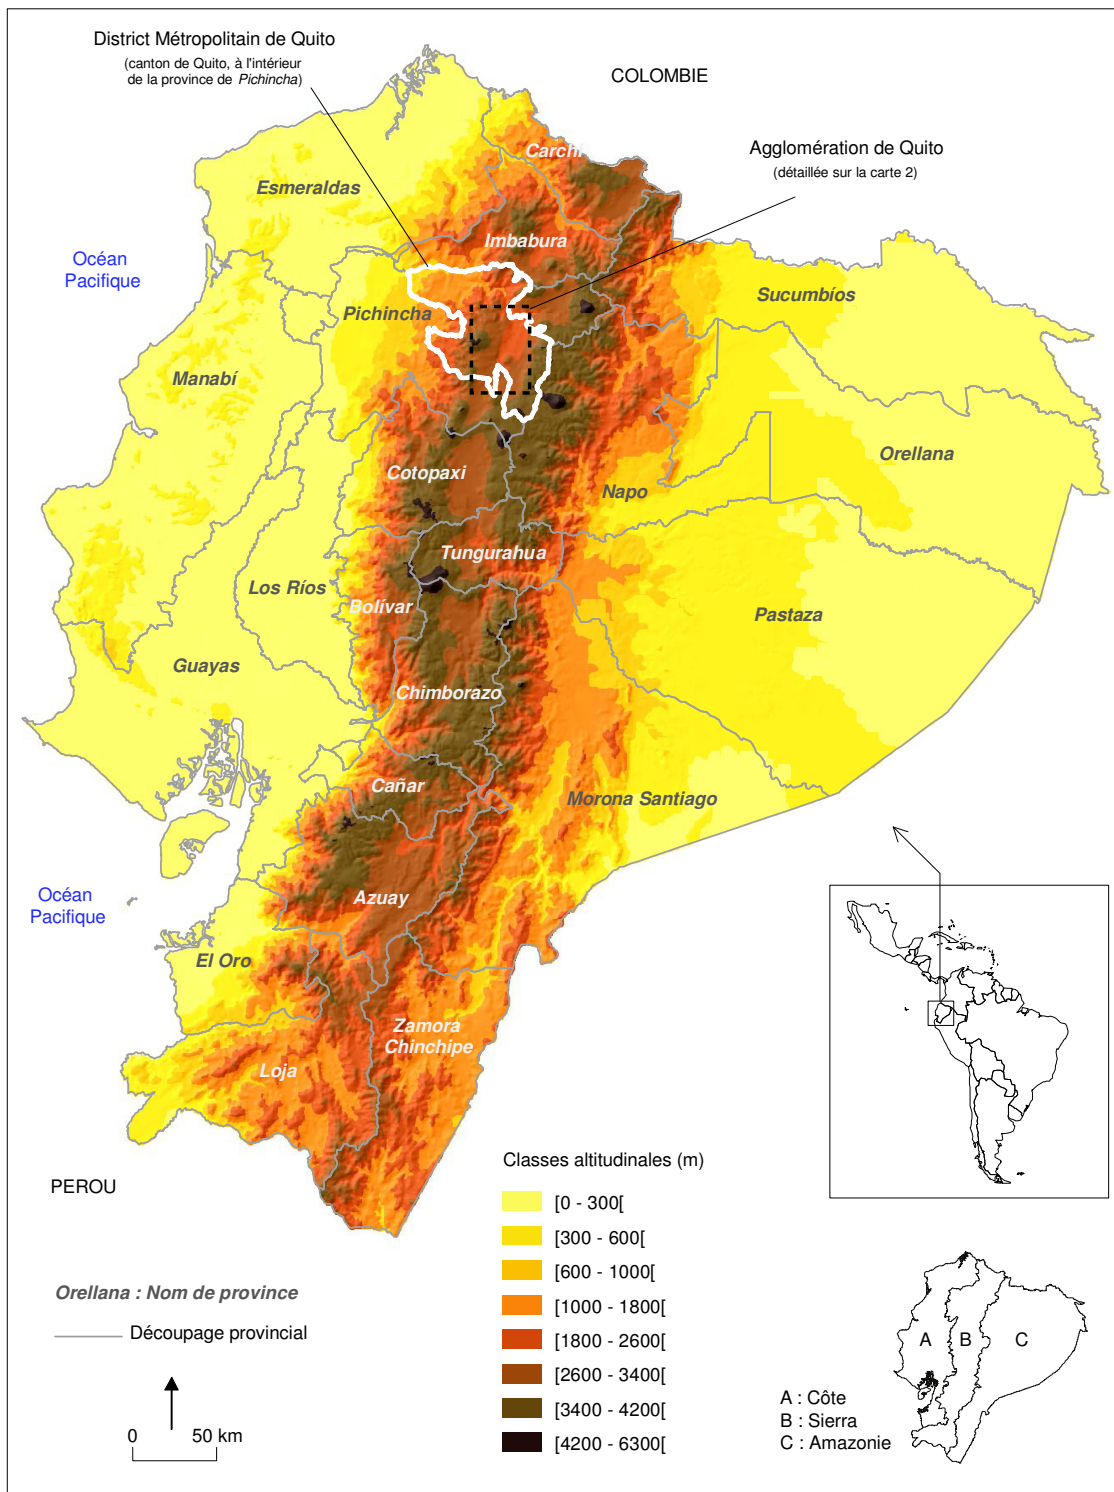 District Métropolitain de Quito
(canton de Quito, à l'intérieur
de la province de Pichincha)
COLOMBIE
Agglomération de Quito
(détaillée sur la carte 2)
Carchi
Esmeraldas
Imbabura
Océan
Pacifique
Sucumbíos
Pichincha
Manabí
Orellana
Cotopaxi
Napo
Tungurahua
Los Ríos
Bolívar
Pastaza
Guayas
Chimborazo
Cañar
Morona Santiago
Azuay
Océan
Pacifique
El Oro
Zamora
Chinchipe
Loja
PEROU
Classes altitudinales (m)
[0 - 300[
[300 - 600[
[600 - 1000[
[1000 - 1800[
[1800 - 2600[
[2600 - 3400[
[3400 - 4200[
[4200 - 6300[
Orellana : Nom de province
Découpage provincial
0 50 km
A B C
A : Côte
B : Sierra
C : Amazonie